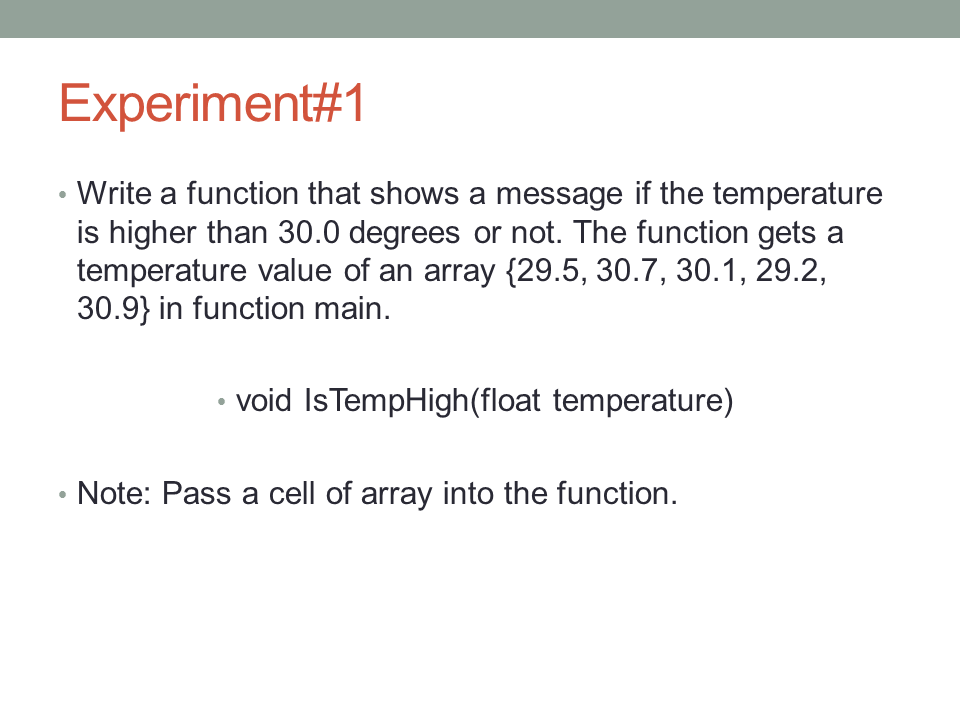 Experiment#1
• Write a function that shows a message if the temperature
is higher than 30.0 degrees or not. The function gets a
temperature value of an array {29.5, 30.7, 30.1, 29.2,
30.9} in function main.
• void IsTempHigh(float temperature)
• Note: Pass a cell of array into the function.